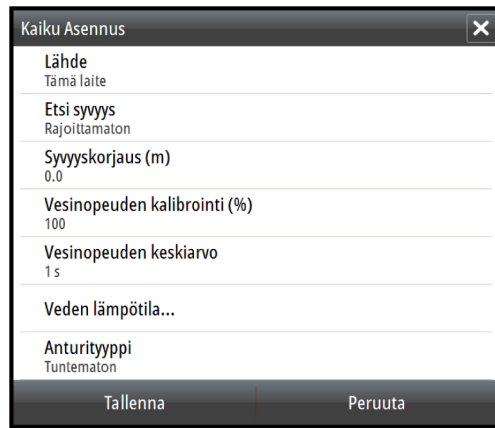 Kaiku Asennus
Lähde
Tämä laite
Etsi syvyys
Rajoittamaton
Syvyyskorjaus (m)
0.0
Vesinopeuden kalibrointi (%)
100
Vesinopeuden keskiarvo
1 s
Veden lämpötila...
Anturityyppi
Tuntematon
Tallenna Peruuta